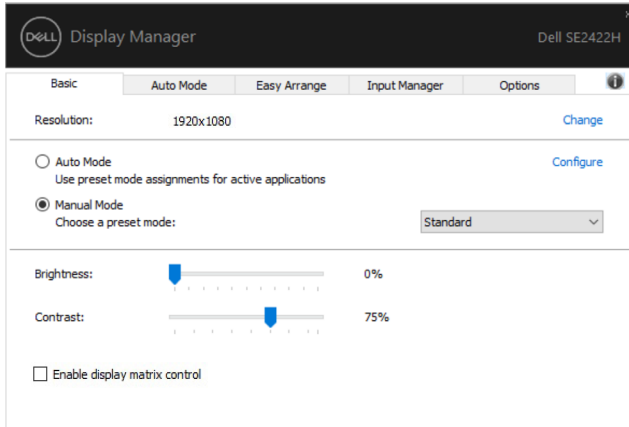 DELL Display Manager
Dell SE2422H
Basic
Auto Mode
Easy Arrange
Input Manager
Options
Resolution:
1920x1080
Change
Auto Mode
Configure
Use preset mode assignments for active applications
Manual Mode
Choose a preset mode:
Standard
Brightness:
0%
Contrast:
75%
Enable display matrix control